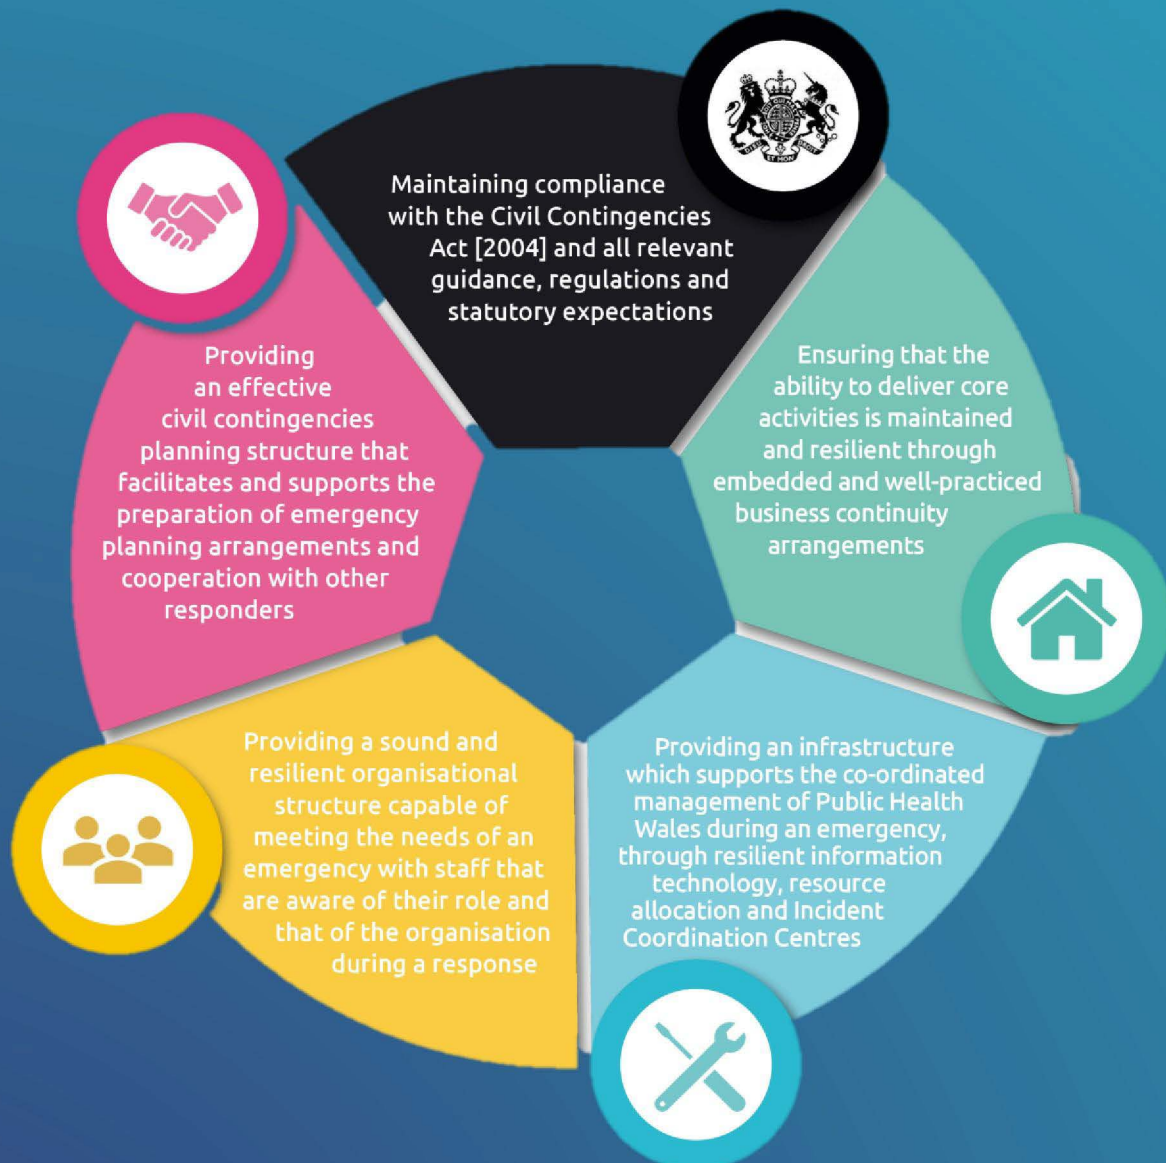 Maintaining compliance
with the Civil Contingencies
Act [2004] and all relevant
guidance, regulations and
statutory expectations
Ensuring that the
ability to deliver core
activities is maintained
and resilient through
embedded and well-practiced
business continuity
arrangements
Providing an infrastructure
which supports the co-ordinated
management of Public Health
Wales during an emergency,
through resilient information
technology, resource
allocation and Incident
Coordination Centres
Providing a sound and
resilient organisational
structure capable of
meeting the needs of an
emergency with staff that
are aware of their role and
that of the organisation
during a response
Providing
an effective
civil contingencies
planning structure that
facilitates and supports the
preparation of emergency
planning arrangements and
cooperation with other
responders